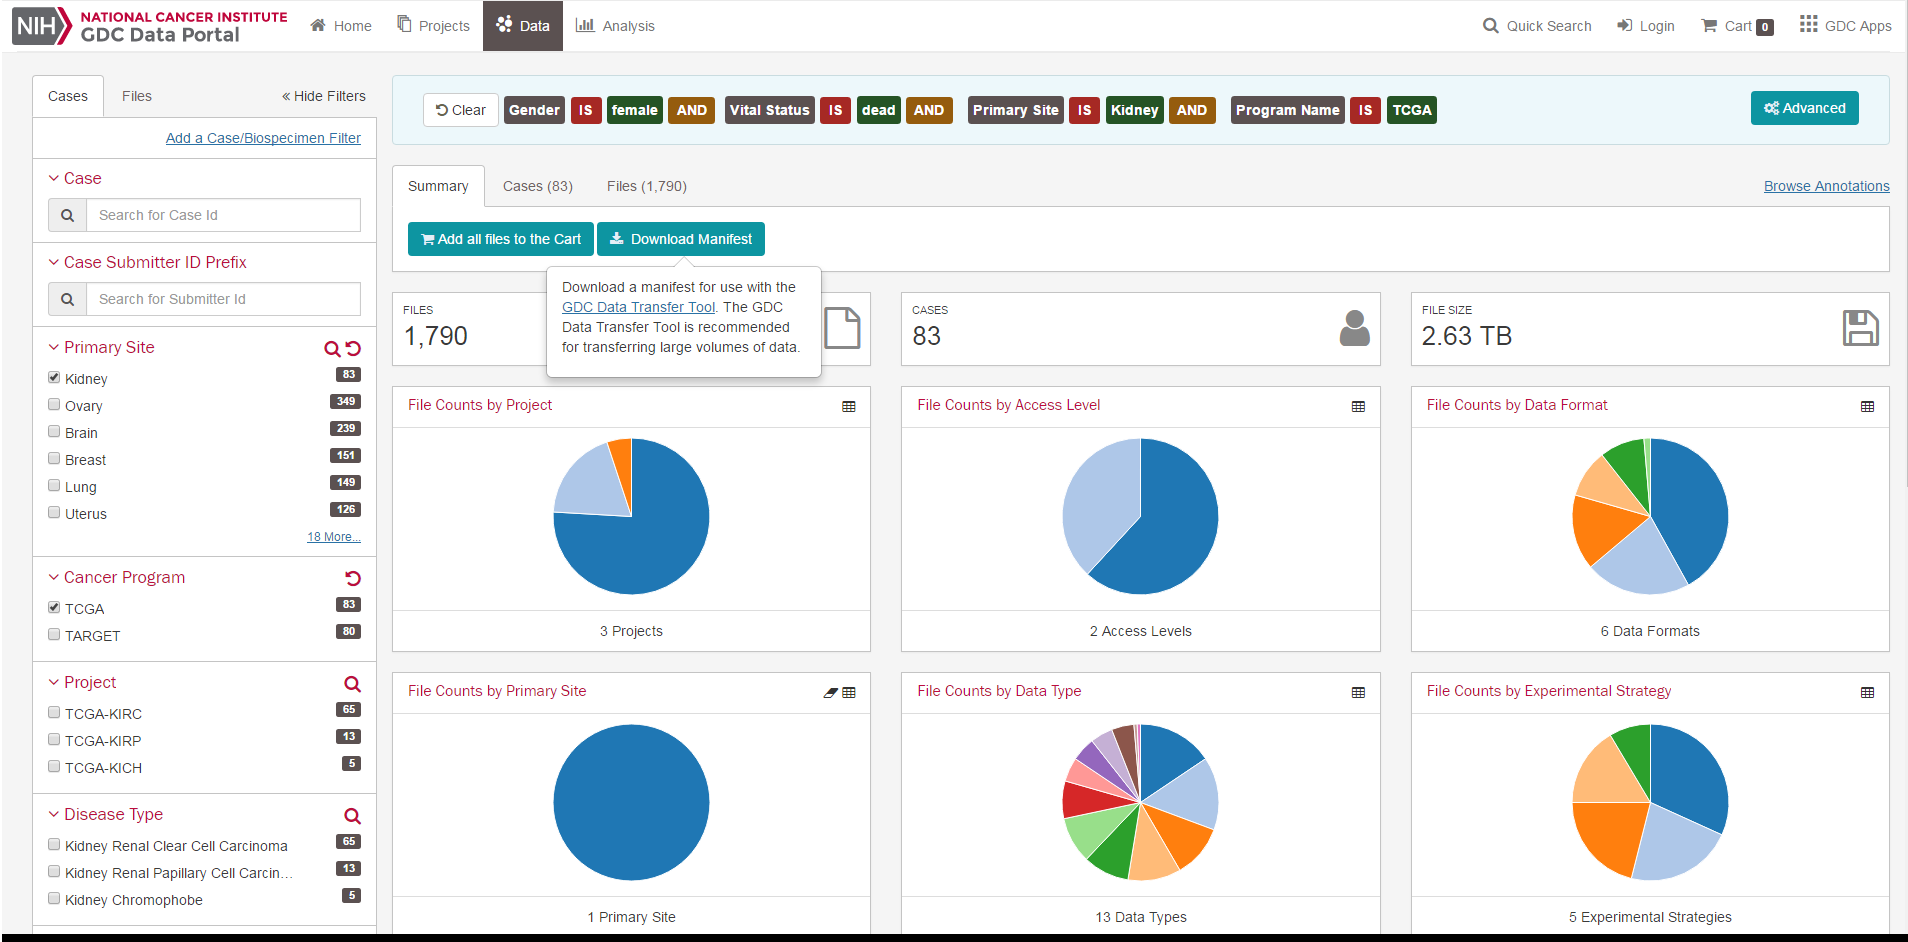 NIH NATIONAL CANCER INSTITUTE
GDC Data Portal
Home
Projects
Data
Analysis
Quick Search
Login
Cart 0
GDC Apps
Cases
Files
« Hide Filters
Add a Case/Biospecimen Filter
Case
Search for Case Id
Case Submitter ID Prefix
Search for Submitter Id
Primary Site
Kidney 83
Ovary 349
Brain 239
Breast 151
Lung 149
Uterus 126
18 More...
Cancer Program
TCGA 83
TARGET 80
Project
TCGA-KIRC 65
TCGA-KIRP 13
TCGA-KICH 5
Disease Type
Kidney Renal Clear Cell Carcinoma 65
Kidney Renal Papillary Cell Carcin... 13
Kidney Chromophobe 5
Clear Gender IS female AND Vital Status IS dead AND Primary Site IS Kidney AND Program Name IS TCGA
Advanced
Summary
Cases (83)
Files (1,790)
Browse Annotations
Add all files to the Cart
Download Manifest
Download a manifest for use with the
GDC Data Transfer Tool. The GDC
Data Transfer Tool is recommended
for transferring large volumes of data.
FILES
1,790
CASES
83
FILE SIZE
2.63 TB
File Counts by Project
3 Projects
File Counts by Access Level
2 Access Levels
File Counts by Data Format
6 Data Formats
File Counts by Primary Site
1 Primary Site
File Counts by Data Type
13 Data Types
File Counts by Experimental Strategy
5 Experimental Strategies